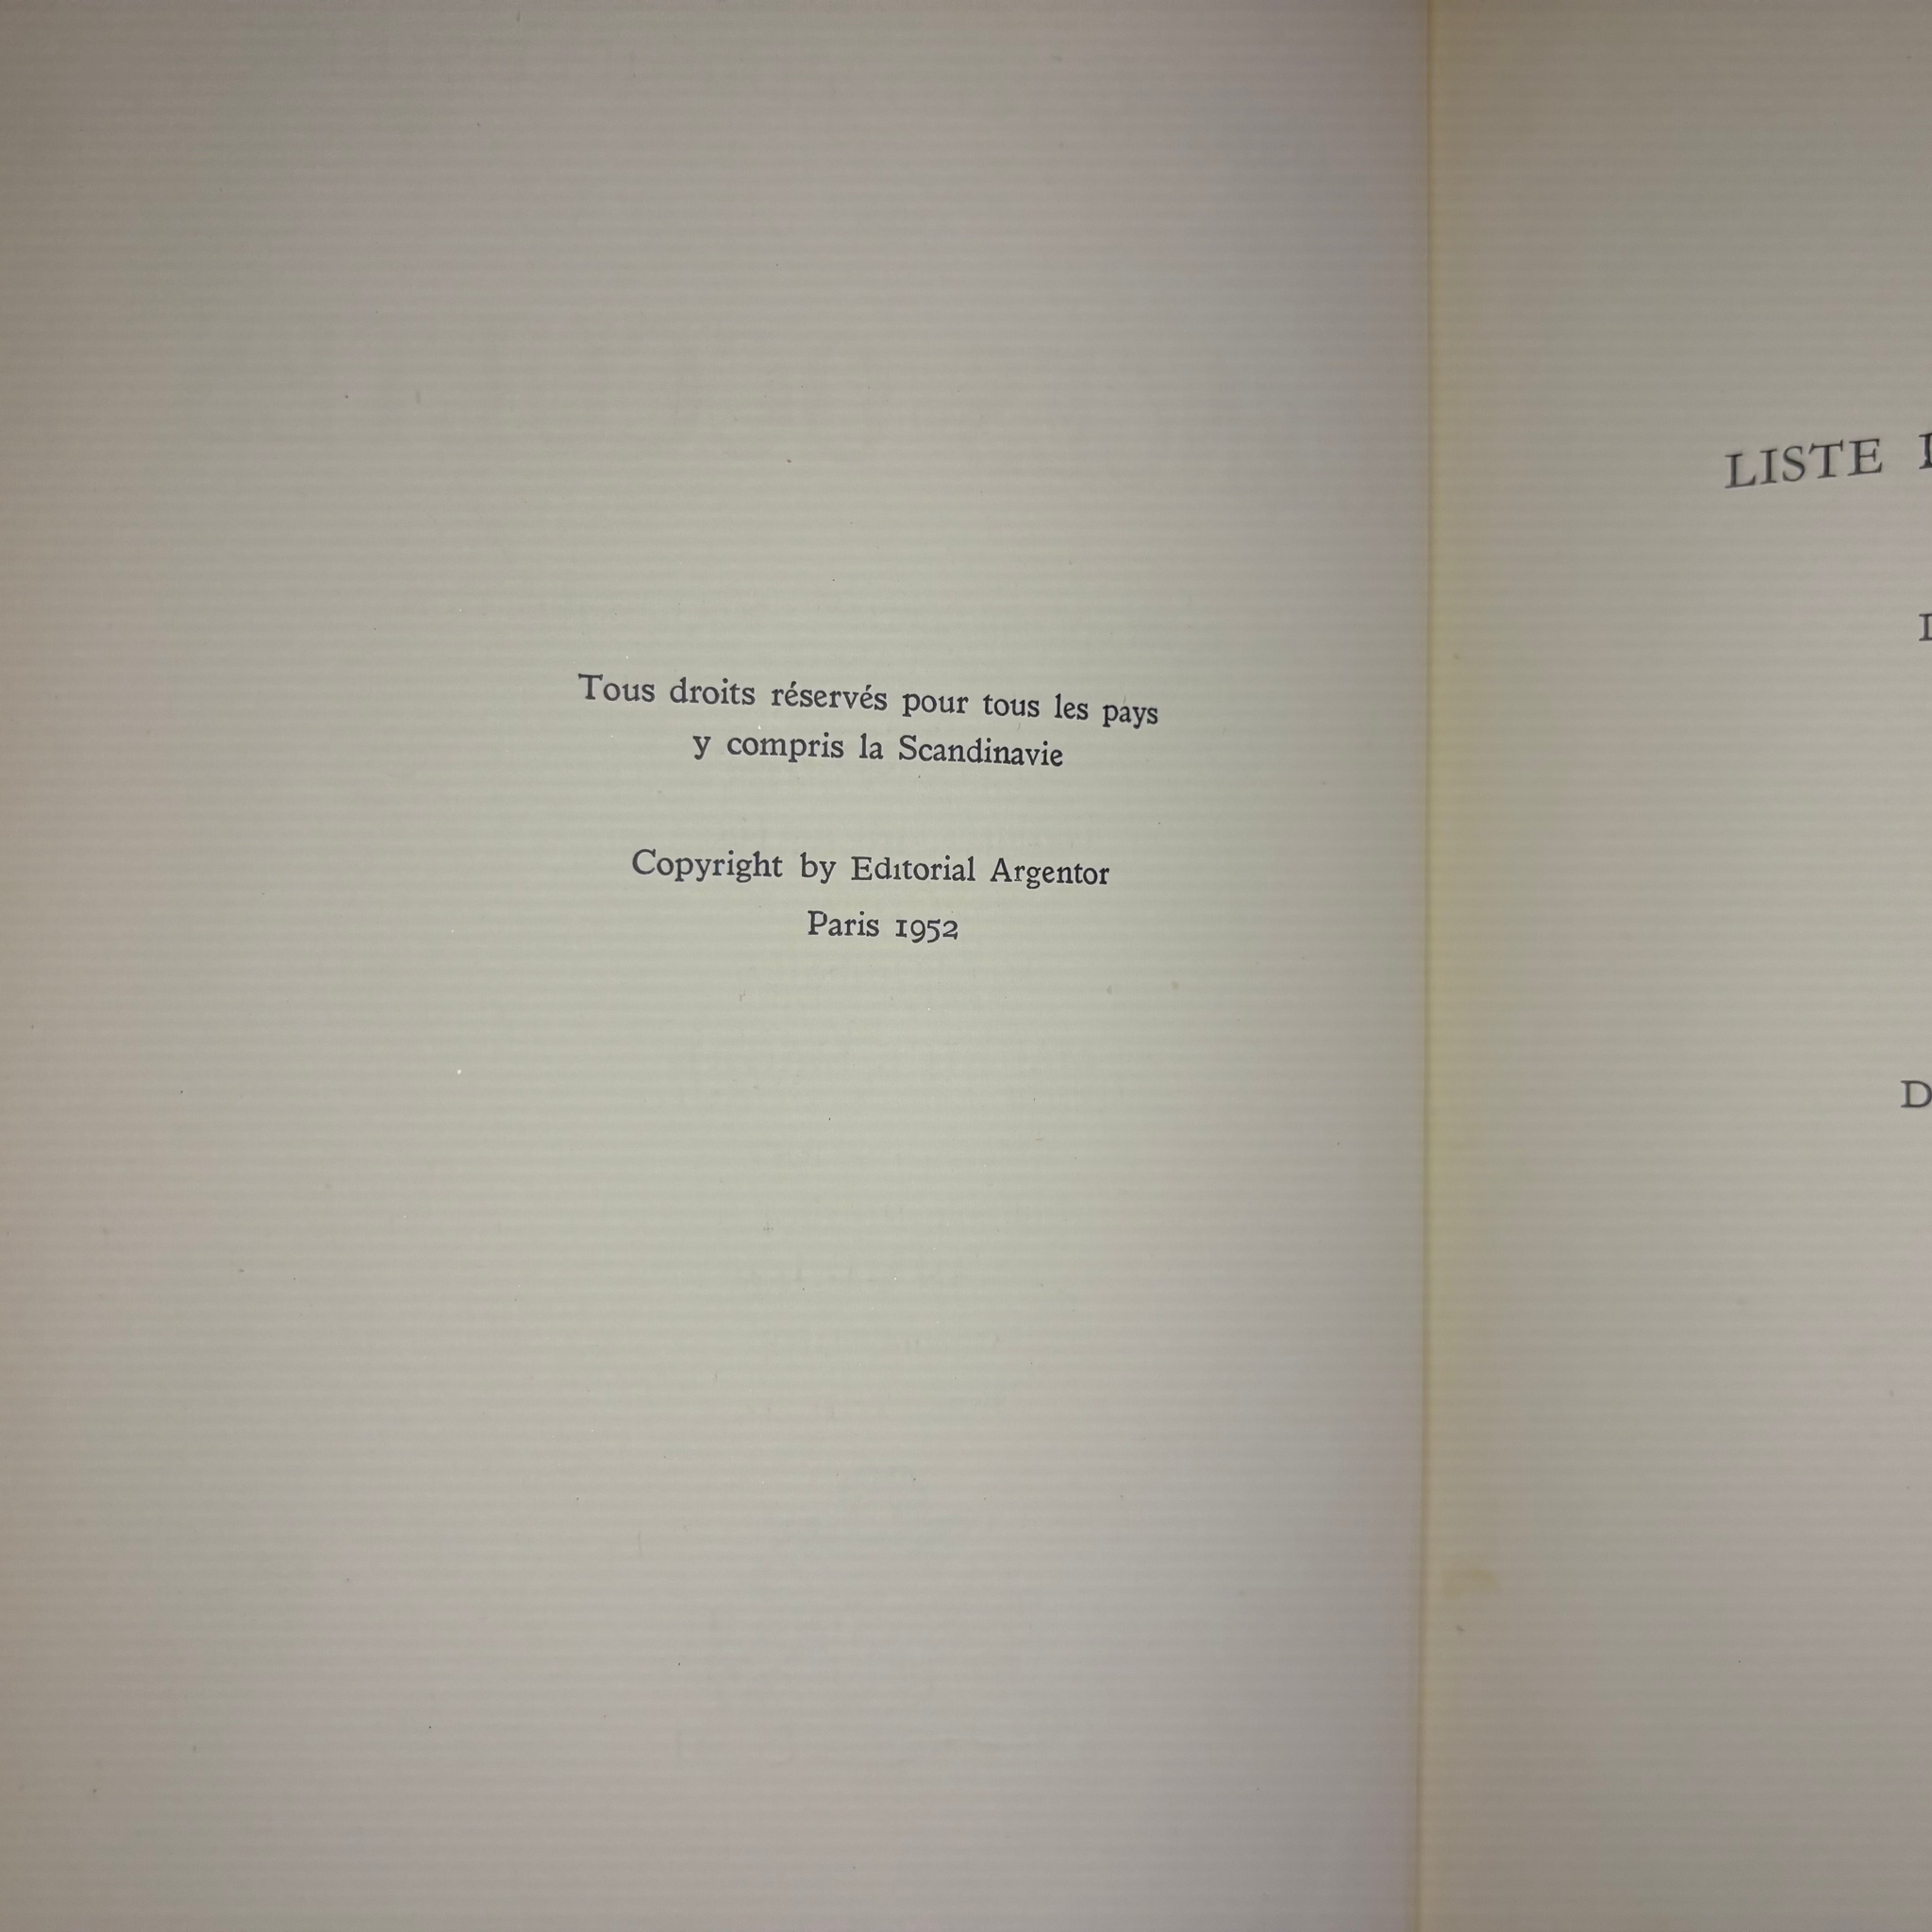 Tous droits réservés pour tous les pays
y compris la Scandinavie
Copyright by Editorial Argentor
Paris 1952
LISTE
D